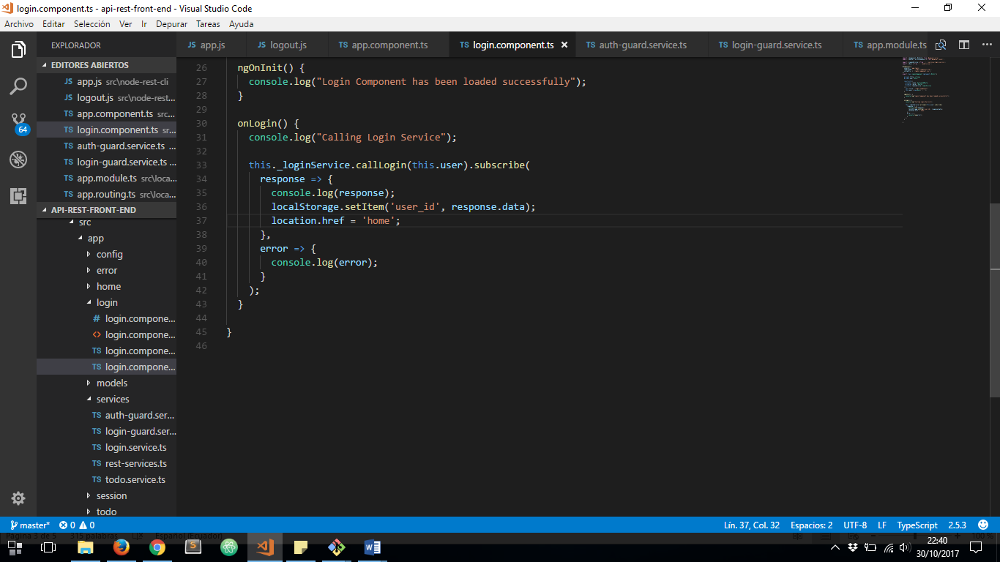 login.component.ts - api-rest-front-end - Visual Studio Code
Archivo Editar Selección Ver Ir Depurar Tareas Ayuda
EXPLORADOR
JS app.js
JS logout.js
TS app.component.ts
TS login.component.ts
TS auth-guard.service.ts
TS login-guard.service.ts
TS app.module.ts
EDITORES ABIERTOS
JS app.js src\node-rest-cli
JS logout.js src\node-rest...
TS app.component.ts src...
TS login.component.ts sr...
TS auth-guard.service.ts ...
TS login-guard.service.ts ...
TS app.module.ts src\loca...
TS app.routing.ts src\loca...
API-REST-FRONT-END
src
app
config
error
home
login
# login.compone...
<> login.compone...
TS login.compone...
TS login.compone...
models
services
TS auth-guard.ser...
TS login-guard.ser...
TS login.service.ts
TS rest-services.ts
TS todo.service.ts
session
todo
64
26 ngOnInit() {
27 console.log("Login Component has been loaded successfully");
28 }
29
30 onLogin() {
31 console.log("Calling Login Service");
32
33 this._loginService.callLogin(this.user).subscribe(
34 response => {
35 console.log(response);
36 localStorage.setItem('user_id', response.data);
37 location.href = 'home';
38 },
39 error => {
40 console.log(error);
41 }
42 );
43 }
44
45 }
46
master* 0 0
Lín. 37, Col. 32 Espacios: 2 UTF-8 LF TypeScript 2.5.3
Página 3 de 5 315 palabras Español (Ecuador) 100 %
22:40
30/10/2017